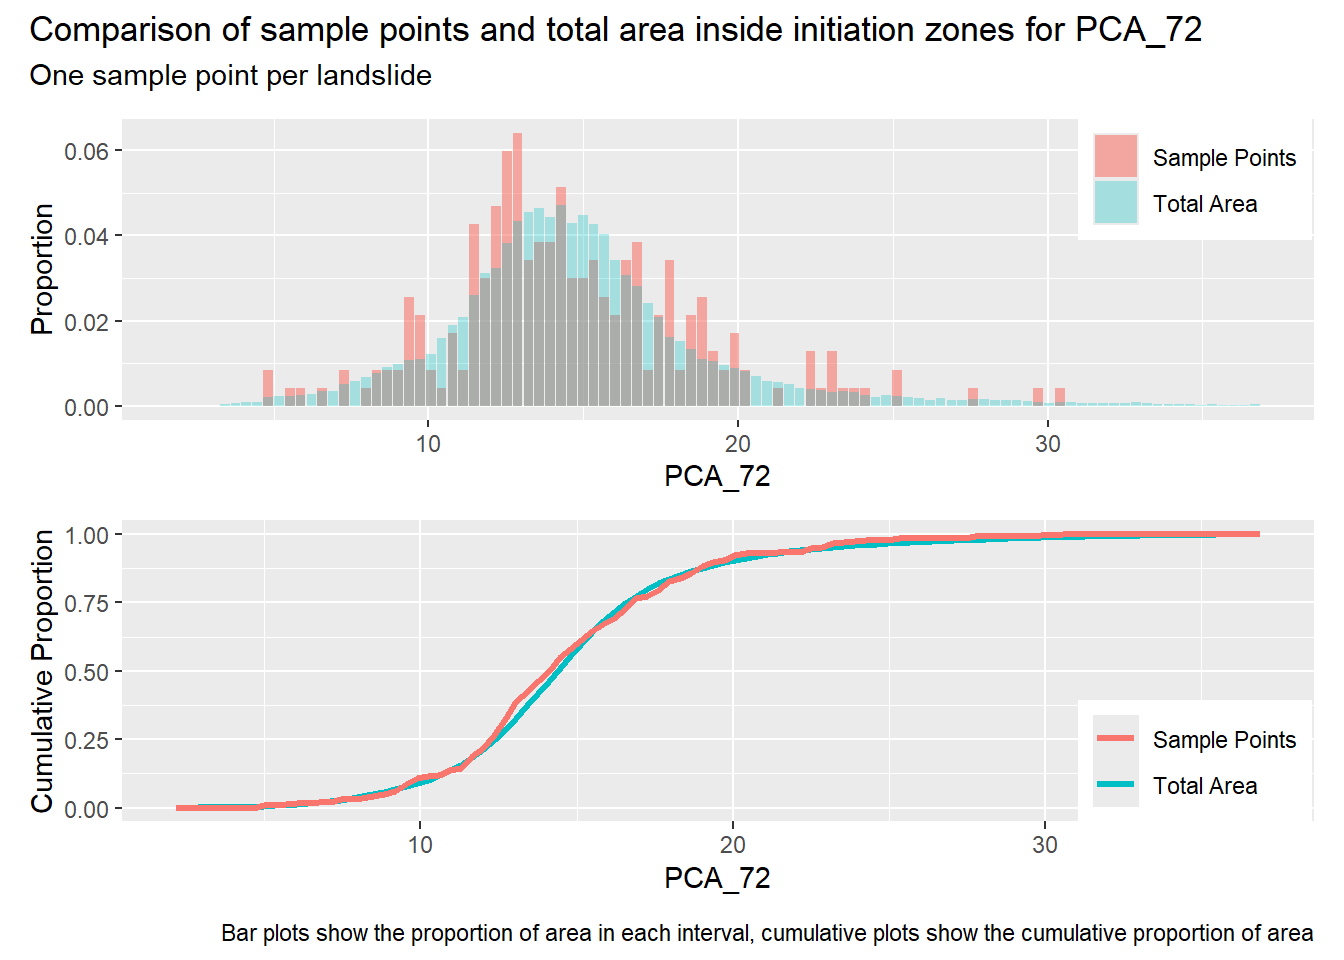 Comparison of sample points and total area inside initiation zones for PCA_72
One sample point per landslide
Sample Points
Total Area
Proportion
0.06
0.04
0.02
0.00
10 20 30
PCA_72
Cumulative Proportion
1.00
0.75
0.50
0.25
0.00
Sample Points
Total Area
10 20 30
PCA_72
Bar plots show the proportion of area in each interval, cumulative plots show the cumulative proportion of area